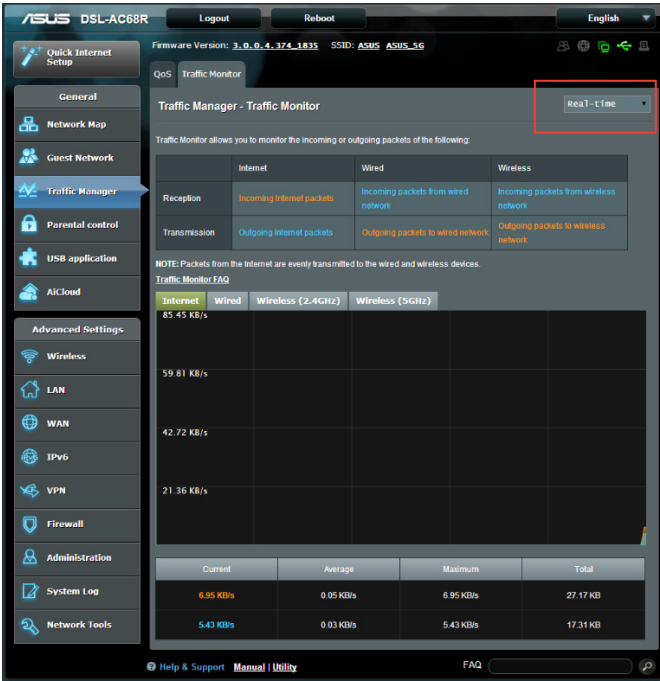 ASUS DSL-AC68R Logout Reboot English
Quick Internet Setup
Firmware Version: 3.0.0.4.374_1835 SSID: ASUS ASUS_5G
QoS Traffic Monitor
General
Network Map
Guest Network
Traffic Manager
Parental control
USB application
AiCloud
Advanced Settings
Wireless
LAN
WAN
IPv6
VPN
Firewall
Administration
System Log
Network Tools
Traffic Manager - Traffic Monitor
Real-time
Traffic Monitor allows you to monitor the incoming or outgoing packets of the following:
Internet Wired Wireless
Reception Incoming Internet packets Incoming packets from wired network Incoming packets from wireless network
Transmission Outgoing Internet packets Outgoing packets to wired network Outgoing packets to wireless network
NOTE: Packets from the Internet are evenly transmitted to the wired and wireless devices.
Traffic Monitor FAQ
Internet Wired Wireless (2.4GHz) Wireless (5GHz)
85.45 KB/s
59.81 KB/s
42.72 KB/s
21.36 KB/s
Current Average Maximum Total
6.95 KB/s 0.05 KB/s 6.95 KB/s 27.17 KB
5.43 KB/s 0.03 KB/s 5.43 KB/s 17.31 KB
Help & Support Manual | Utility FAQ